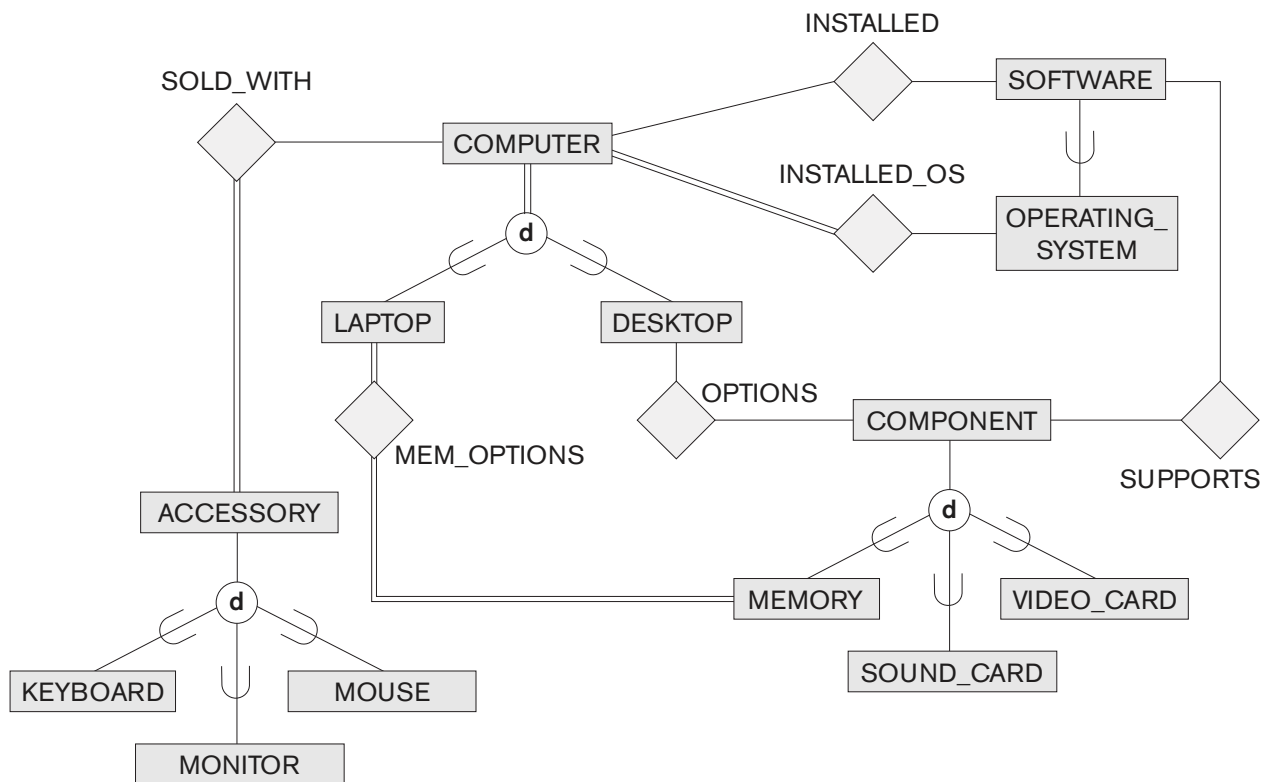 INSTALLED
SOLD_WITH
SOFTWARE
COMPUTER
INSTALLED_OS
OPERATING_
SYSTEM
d
LAPTOP
DESKTOP
OPTIONS
COMPONENT
MEM_OPTIONS
SUPPORTS
ACCESSORY
d
MEMORY
VIDEO_CARD
d
SOUND_CARD
KEYBOARD
MOUSE
MONITOR